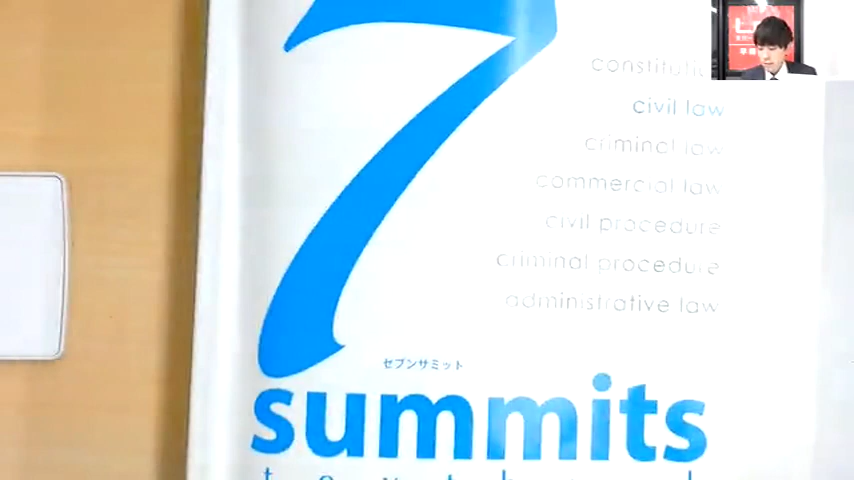 7
civil law
criminal law
commercial law
civil procedure
criminal procedure
administrative law
セブンサミット
summits